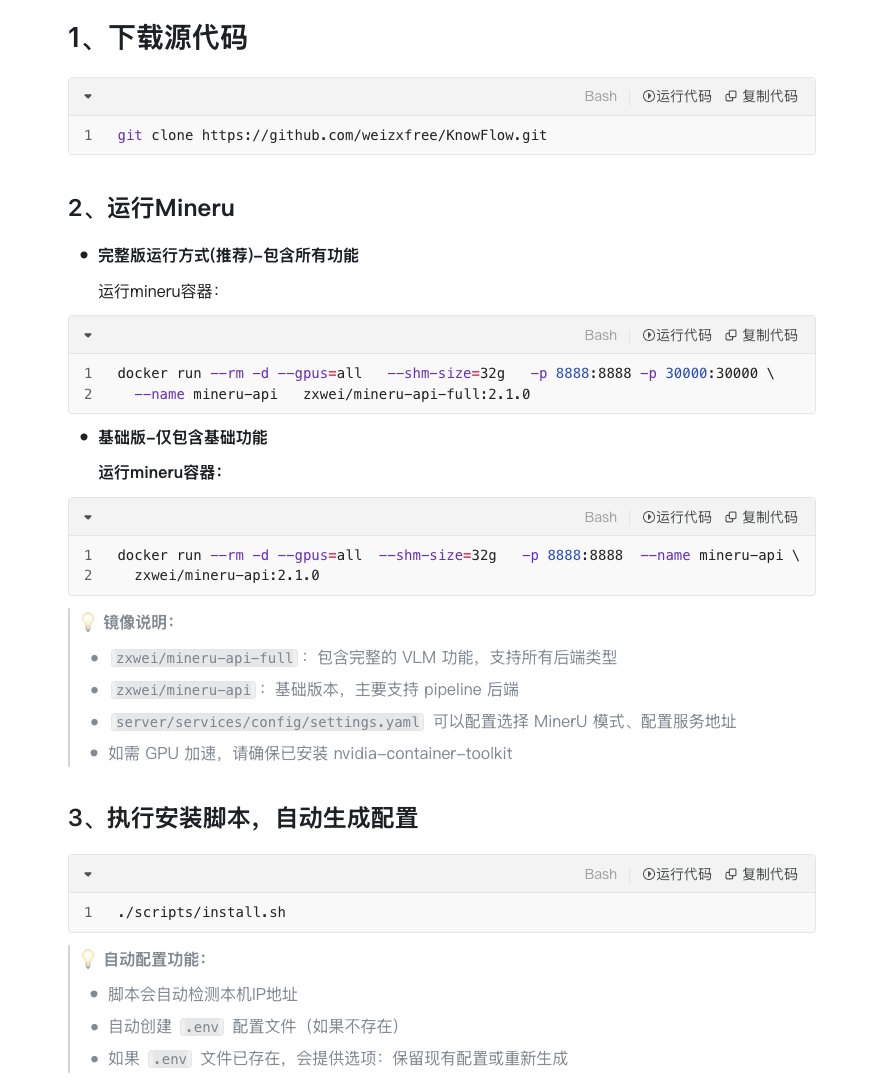 1、下载源代码
Bash 运行代码 复制代码
1 git clone https://github.com/weizxfree/KnowFlow.git
2、运行Mineru
• 完整版运行方式(推荐)-包含所有功能
运行mineru容器：
Bash 运行代码 复制代码
1 docker run --rm -d --gpus=all   --shm-size=32g   -p 8888:8888 -p 30000:30000 \
2   --name mineru-api   zxwei/mineru-api-full:2.1.0
• 基础版-仅包含基础功能
运行mineru容器：
Bash 运行代码 复制代码
1 docker run --rm -d --gpus=all  --shm-size=32g   -p 8888:8888  --name mineru-api \
2   zxwei/mineru-api:2.1.0
💡 镜像说明：
• zxwei/mineru-api-full ：包含完整的 VLM 功能，支持所有后端类型
• zxwei/mineru-api ：基础版本，主要支持 pipeline 后端
• server/services/config/settings.yaml 可以配置选择 MinerU 模式、配置服务地址
• 如需 GPU 加速，请确保已安装 nvidia-container-toolkit
3、执行安装脚本，自动生成配置
Bash 运行代码 复制代码
1 ./scripts/install.sh
💡 自动配置功能：
• 脚本会自动检测本机IP地址
• 自动创建 .env 配置文件（如果不存在）
• 如果 .env 文件已存在，会提供选项：保留现有配置或重新生成